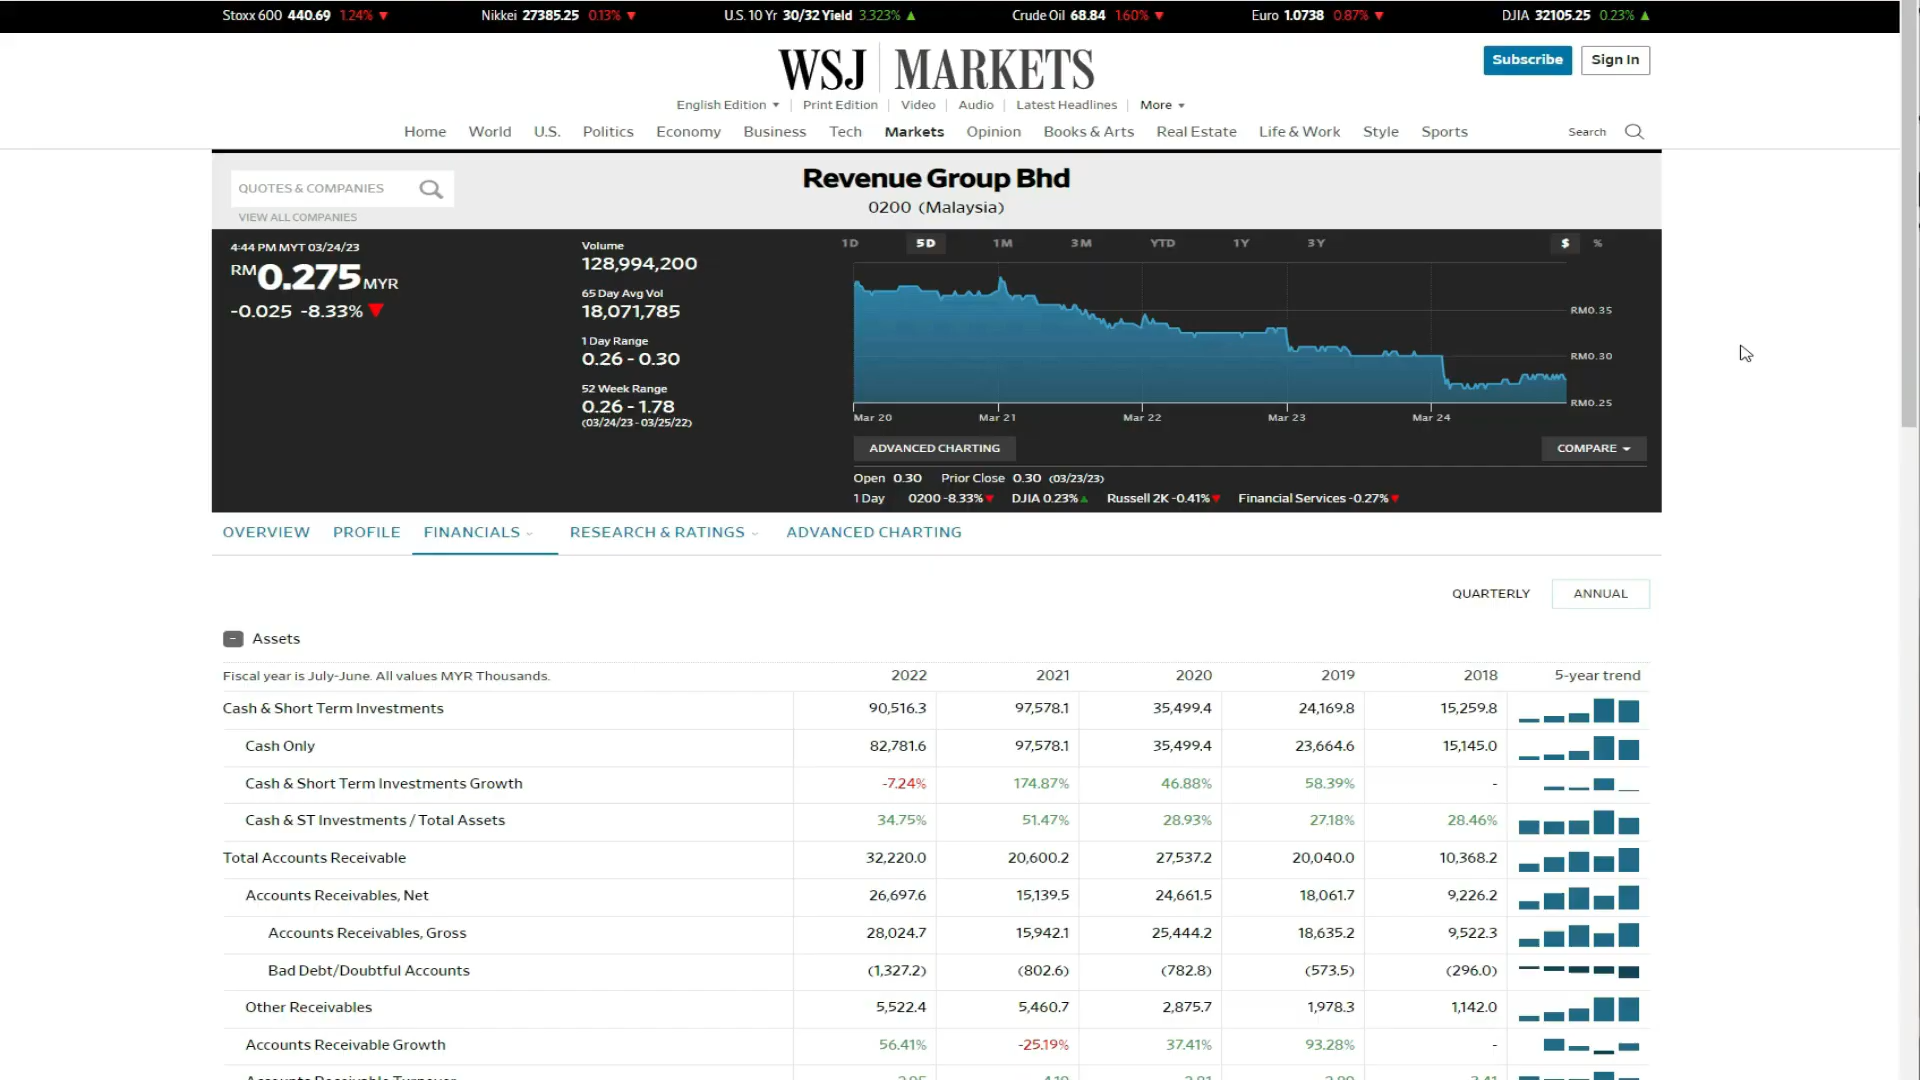 Stoxx 600 440.69 1.24% ▼ Nikkei 27385.25 0.13% ▼ U.S. 10 Yr 30/32 Yield 3.323% ▲ Crude Oil 68.84 1.60% ▼ Euro 1.0738 0.87% ▼ DJIA 32105.25 0.23% ▲
WSJ MARKETS
Subscribe Sign In
English Edition Print Edition Video Audio Latest Headlines More
Home World U.S. Politics Economy Business Tech Markets Opinion Books & Arts Real Estate Life & Work Style Sports Search
QUOTES & COMPANIES
VIEW ALL COMPANIES
Revenue Group Bhd
0200 (Malaysia)
4:44 PM MYT 03/24/23
RM0.275 MYR
-0.025 -8.33% ▼
Volume
128,994,200
65 Day Avg Vol
18,071,785
1 Day Range
0.26 - 0.30
52 Week Range
0.26 - 1.78
(03/24/23 - 03/25/22)
1D 5D 1M 3M YTD 1Y 3Y $ %
RM0.35
RM0.30
RM0.25
Mar 20 Mar 21 Mar 22 Mar 23 Mar 24
ADVANCED CHARTING COMPARE
Open 0.30 Prior Close 0.30 (03/23/23)
1 Day 0200 -8.33% ▼ DJIA 0.23% ▲ Russell 2K -0.41% ▼ Financial Services -0.27% ▼
OVERVIEW PROFILE FINANCIALS RESEARCH & RATINGS ADVANCED CHARTING
QUARTERLY ANNUAL
- Assets
Fiscal year is July-June. All values MYR Thousands. 2022 2021 2020 2019 2018 5-year trend
Cash & Short Term Investments 90,516.3 97,578.1 35,499.4 24,169.8 15,259.8
Cash Only 82,781.6 97,578.1 35,499.4 23,664.6 15,145.0
Cash & Short Term Investments Growth -7.24% 174.87% 46.88% 58.39% -
Cash & ST Investments / Total Assets 34.75% 51.47% 28.93% 27.18% 28.46%
Total Accounts Receivable 32,220.0 20,600.2 27,537.2 20,040.0 10,368.2
Accounts Receivables, Net 26,697.6 15,139.5 24,661.5 18,061.7 9,226.2
Accounts Receivables, Gross 28,024.7 15,942.1 25,444.2 18,635.2 9,522.3
Bad Debt/Doubtful Accounts (1,327.2) (802.6) (782.8) (573.5) (296.0)
Other Receivables 5,522.4 5,460.7 2,875.7 1,978.3 1,142.0
Accounts Receivable Growth 56.41% -25.19% 37.41% 93.28% -